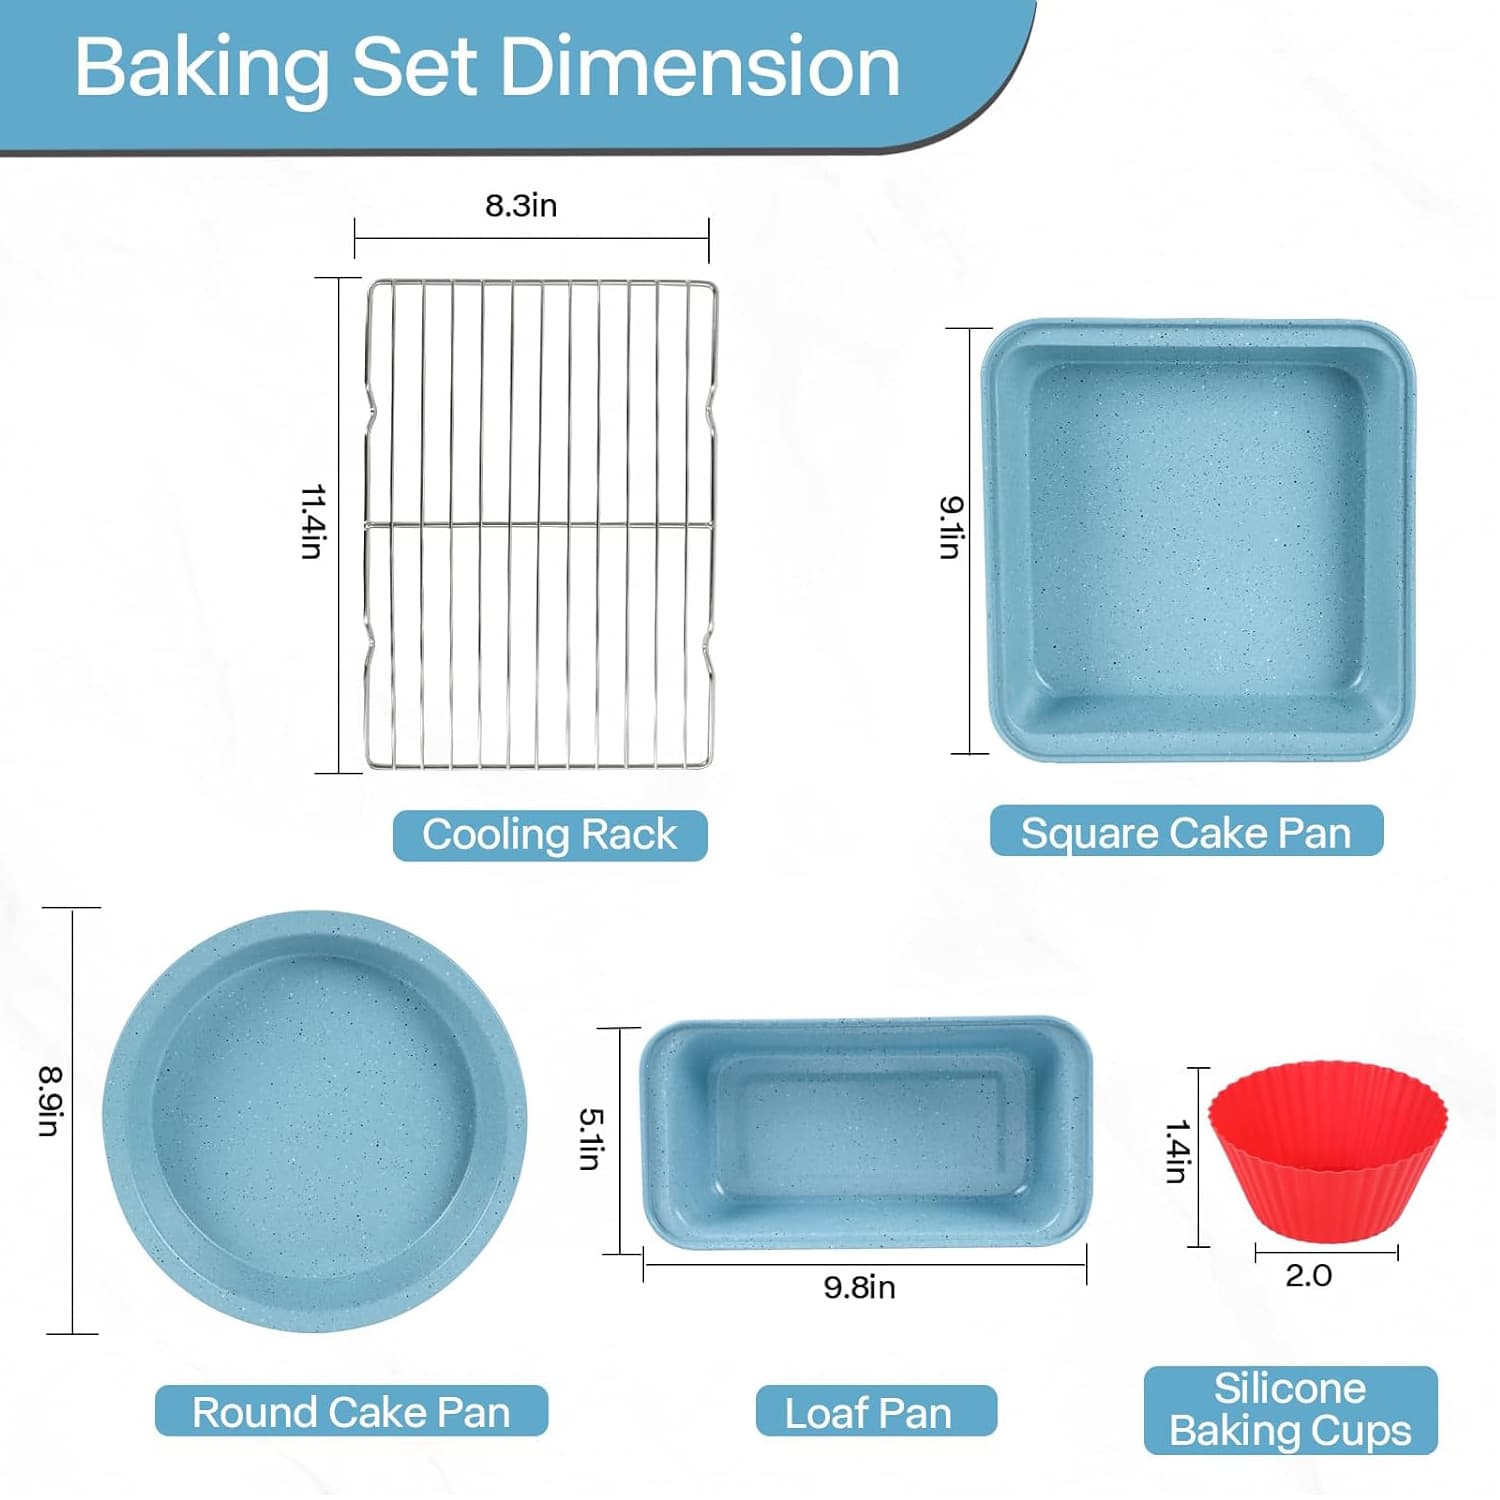 Baking Set Dimension
8.3in
11.4in
Cooling Rack
9.1in
Square Cake Pan
8.9in
Round Cake Pan
5.1in
9.8in
Loaf Pan
1.4in
2.0
Silicone
Baking Cups